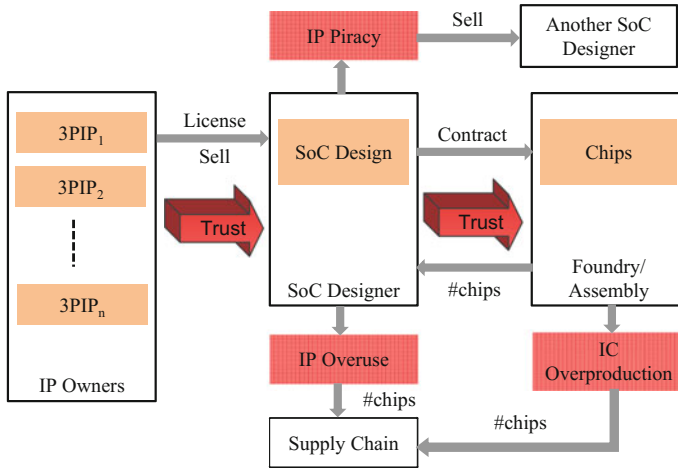 IP Piracy
Sell
Another SoC
Designer
3PIP1
3PIP2
3PIPn
IP Owners
License
Sell
Trust
SoC Design
SoC Designer
Contract
Trust
#chips
Chips
Foundry/
Assembly
IP Overuse
#chips
Supply Chain
IC
Overproduction
#chips